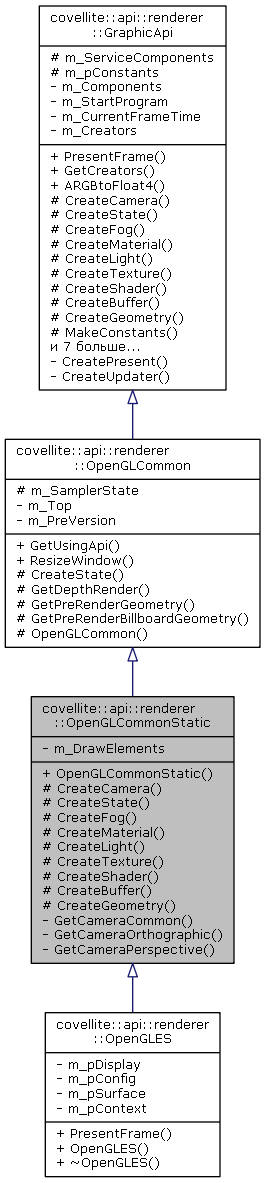 covellite::api::renderer
::GraphicApi
# m_ServiceComponents
# m_pConstants
- m_Components
- m_StartProgram
- m_CurrentFrameTime
- m_Creators
+ PresentFrame()
+ GetCreators()
+ ARGBtoFloat4()
# CreateCamera()
# CreateState()
# CreateFog()
# CreateMaterial()
# CreateLight()
# CreateTexture()
# CreateShader()
# CreateBuffer()
# CreateGeometry()
# MakeConstants()
и 7 больше...
- CreatePresent()
- CreateUpdater()
covellite::api::renderer
::OpenGLCommon
# m_SamplerState
- m_Top
- m_PreVersion
+ GetUsingApi()
+ ResizeWindow()
# CreateState()
# GetDepthRender()
# GetPreRenderGeometry()
# GetPreRenderBillboardGeometry()
# OpenGLCommon()
covellite::api::renderer
::OpenGLCommonStatic
- m_DrawElements
+ OpenGLCommonStatic()
# CreateCamera()
# CreateState()
# CreateFog()
# CreateMaterial()
# CreateLight()
# CreateTexture()
# CreateShader()
# CreateBuffer()
# CreateGeometry()
- GetCameraCommon()
- GetCameraOrthographic()
- GetCameraPerspective()
covellite::api::renderer
::OpenGLES
- m_pDisplay
- m_pConfig
- m_pSurface
- m_pContext
+ PresentFrame()
+ OpenGLES()
+ ~OpenGLES()